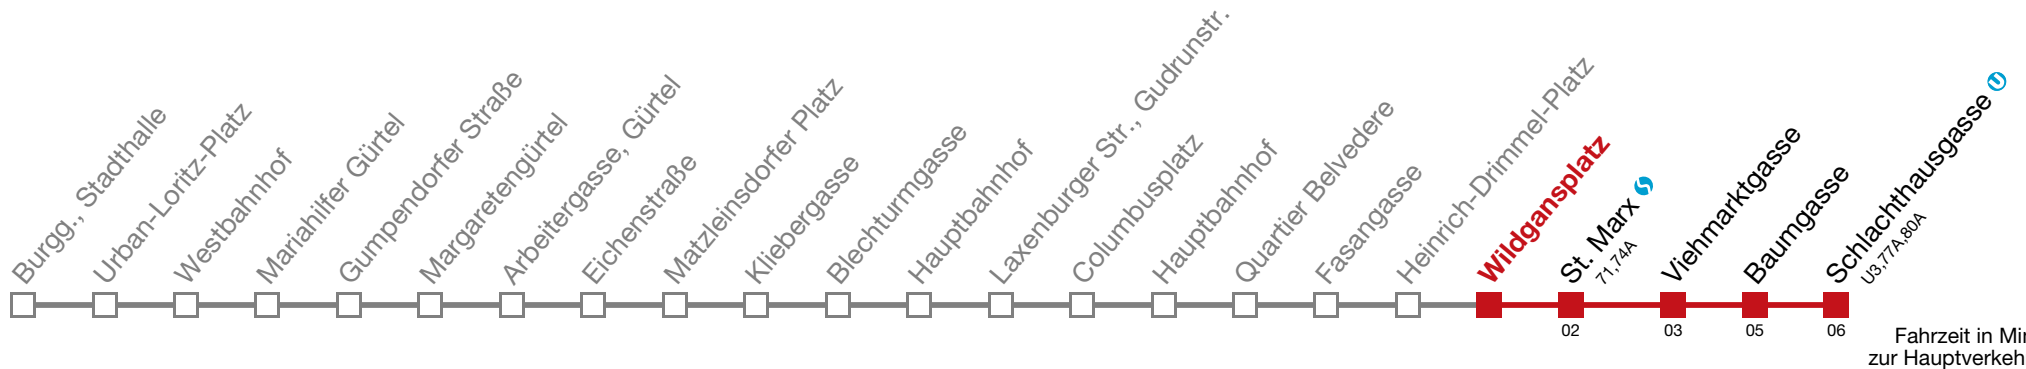 Burgg., Stadthalle
Urban-Loritz-Platz
Westbahnhof
Mariahilfer Gürtel
Gumpendorfer Straße
Margaretengürtel
Arbeitergasse, Gürtel
Eichenstraße
Matzleinsdorfer Platz
Kliebergasse
Blechturmgasse
Hauptbahnhof
Laxenburger Str., Gudrunstr.
Columbusplatz
Hauptbahnhof
Quartier Belvedere
Fasangasse
Heinrich-Drimmel-Platz
Wildgansplatz
St. Marx
71,74A
Viehmarktgasse
Baumgasse
Schlachthausgasse U
U3,77A,80A
02
03
05
06
Fahrzeit in Min
zur Hauptverkeh